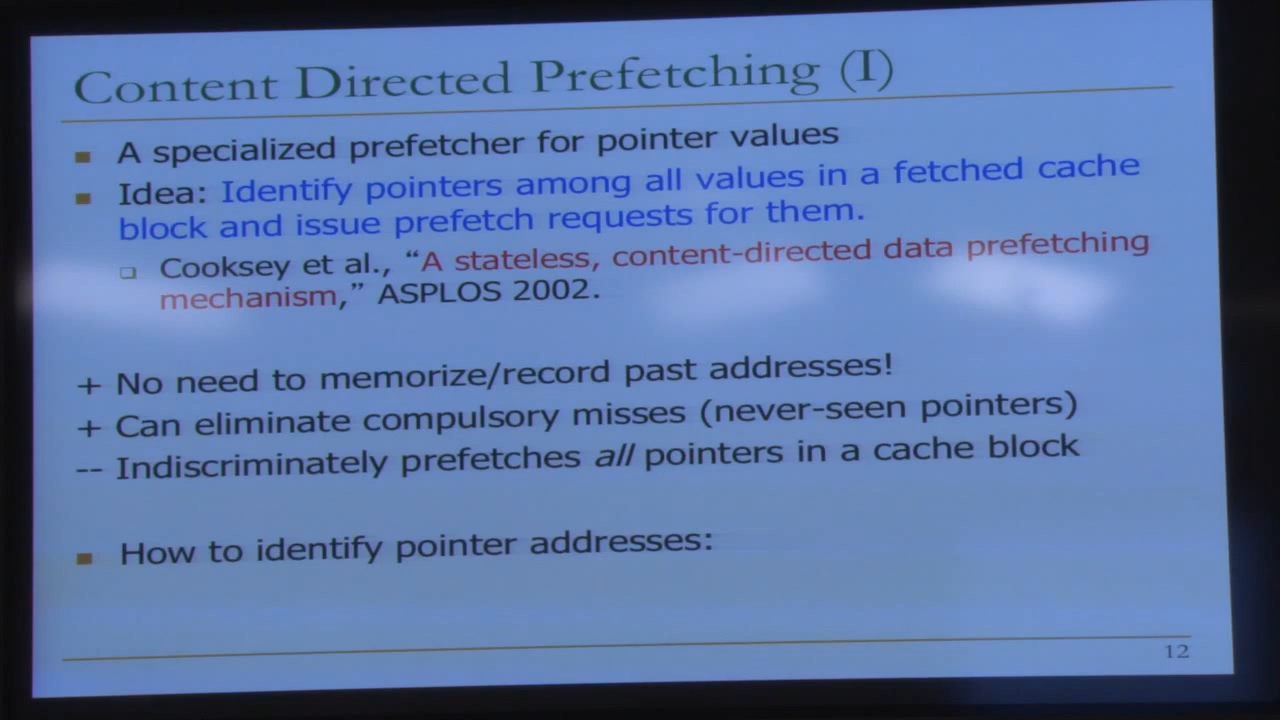 Content Directed Prefetching (I)
A specialized prefetcher for pointer values
Idea: Identify pointers among all values in a fetched cache
block and issue prefetch requests for them.
Cooksey et al., “A stateless, content-directed data prefetching
mechanism,” ASPLOS 2002.
+ No need to memorize/record past addresses!
+ Can eliminate compulsory misses (never-seen pointers)
-- Indiscriminately prefetches all pointers in a cache block
How to identify pointer addresses:
12